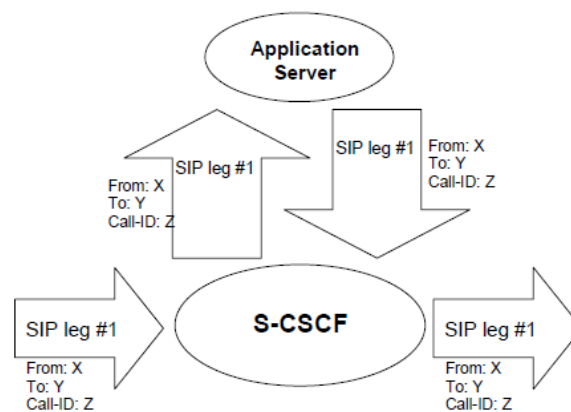 Application
Server
SIP leg #1
From: X
To: Y
Call-ID: Z
SIP leg #1
From: X
To: Y
Call-ID: Z
SIP leg #1
From: X
To: Y
Call-ID: Z
S-CSCF
SIP leg #1
From: X
To: Y
Call-ID: Z